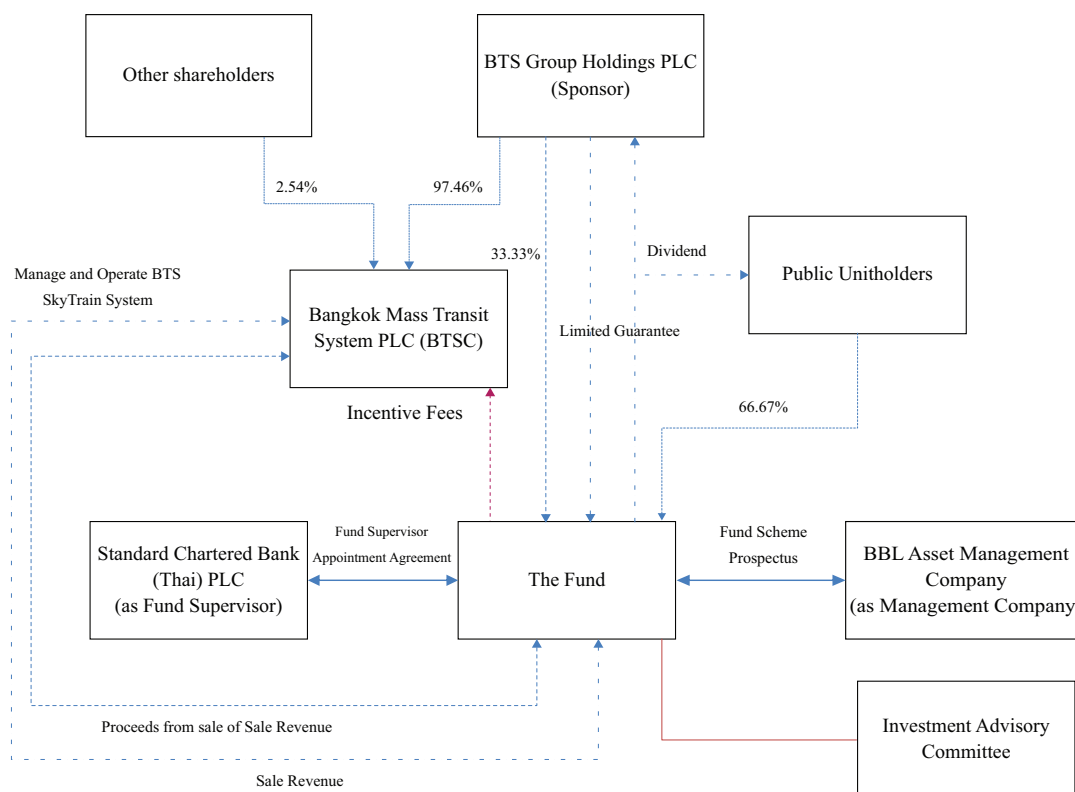 Other shareholders
BTS Group Holdings PLC
(Sponsor)
2.54%
97.46%
33.33%
Dividend
Public Unitholders
Manage and Operate BTS
SkyTrain System
Bangkok Mass Transit
System PLC (BTSC)
Limited Guarantee
Incentive Fees
66.67%
Standard Chartered Bank
(Thai) PLC
(as Fund Supervisor)
Fund Supervisor
Appointment Agreement
The Fund
Fund Scheme
Prospectus
BBL Asset Management
Company
(as Management Company
Proceeds from sale of Sale Revenue
Sale Revenue
Investment Advisory
Committee